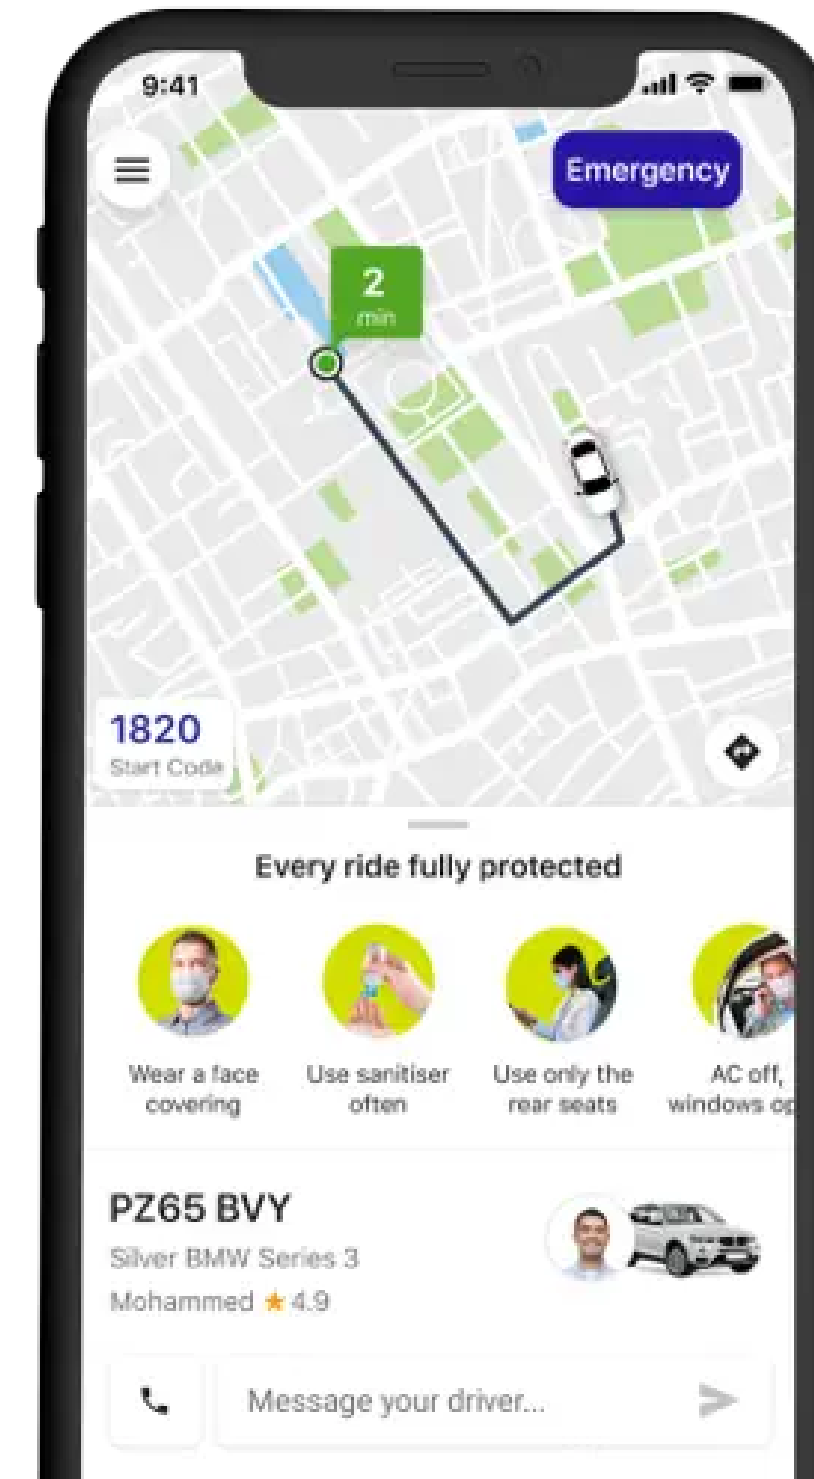 9:41
Emergency
2
min
1820
Start Code
Every ride fully protected
Wear a face
covering
Use sanitiser
often
Use only the
rear seats
AC off,
windows op
PZ65 BVY
Silver BMW Series 3
Mohammed ★ 4.9
Message your driver...